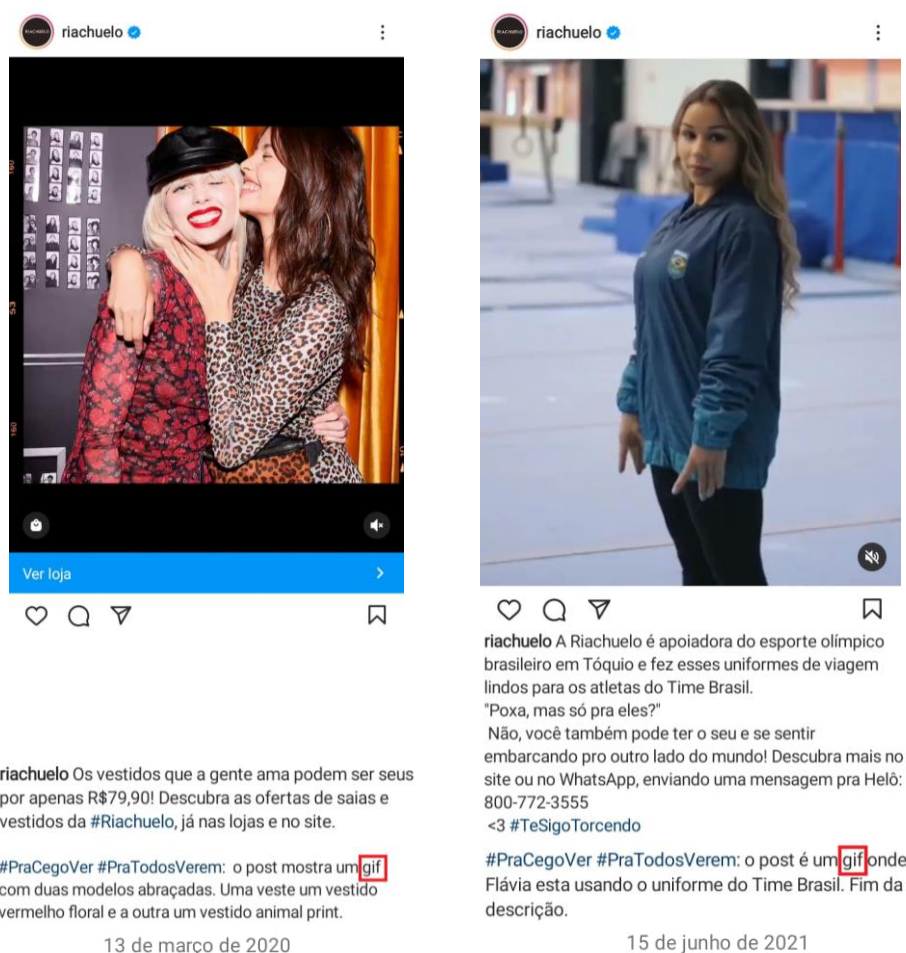 riachuelo
Ver loja
riachuelo Os vestidos que a gente ama podem ser seus
por apenas R$79,90! Descubra as ofertas de saias e
vestidos da #Riachuelo, já nas lojas e no site.
#PraCegoVer #PraTodosVerem: o post mostra um gif
com duas modelos abraçadas. Uma veste um vestido
vermelho floral e a outra um vestido animal print.
13 de março de 2020
riachuelo
riachuelo A Riachuelo é apoiadora do esporte olímpico
brasileiro em Tóquio e fez esses uniformes de viagem
lindos para os atletas do Time Brasil.
"Poxa, mas só pra eles?"
Não, você também pode ter o seu e se sentir
embarcando pro outro lado do mundo! Descubra mais no
site ou no WhatsApp, enviando uma mensagem pra Helô:
800-772-3555
<3 #TeSigoTorcendo
#PraCegoVer #PraTodosVerem: o post é um gif onde
Flávia esta usando o uniforme do Time Brasil. Fim da
descrição.
15 de junho de 2021